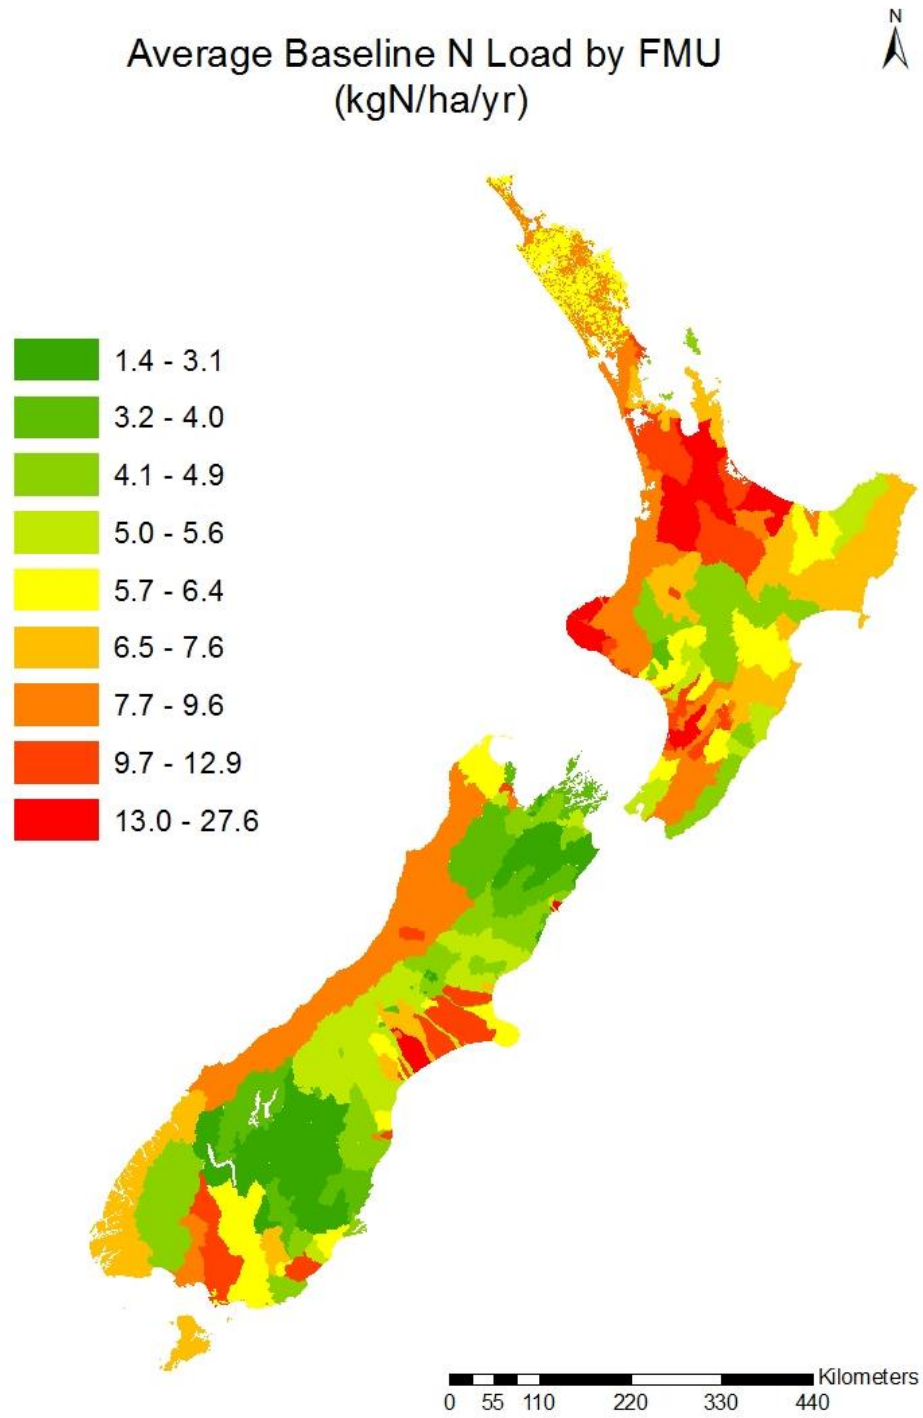 N
Average Baseline N Load by FMU
(kgN/ha/yr)
1.4 - 3.1
3.2 - 4.0
4.1 - 4.9
5.0 - 5.6
5.7 - 6.4
6.5 - 7.6
7.7 - 9.6
9.7 - 12.9
13.0 - 27.6
Kilometers
0 55 110 220 330 440